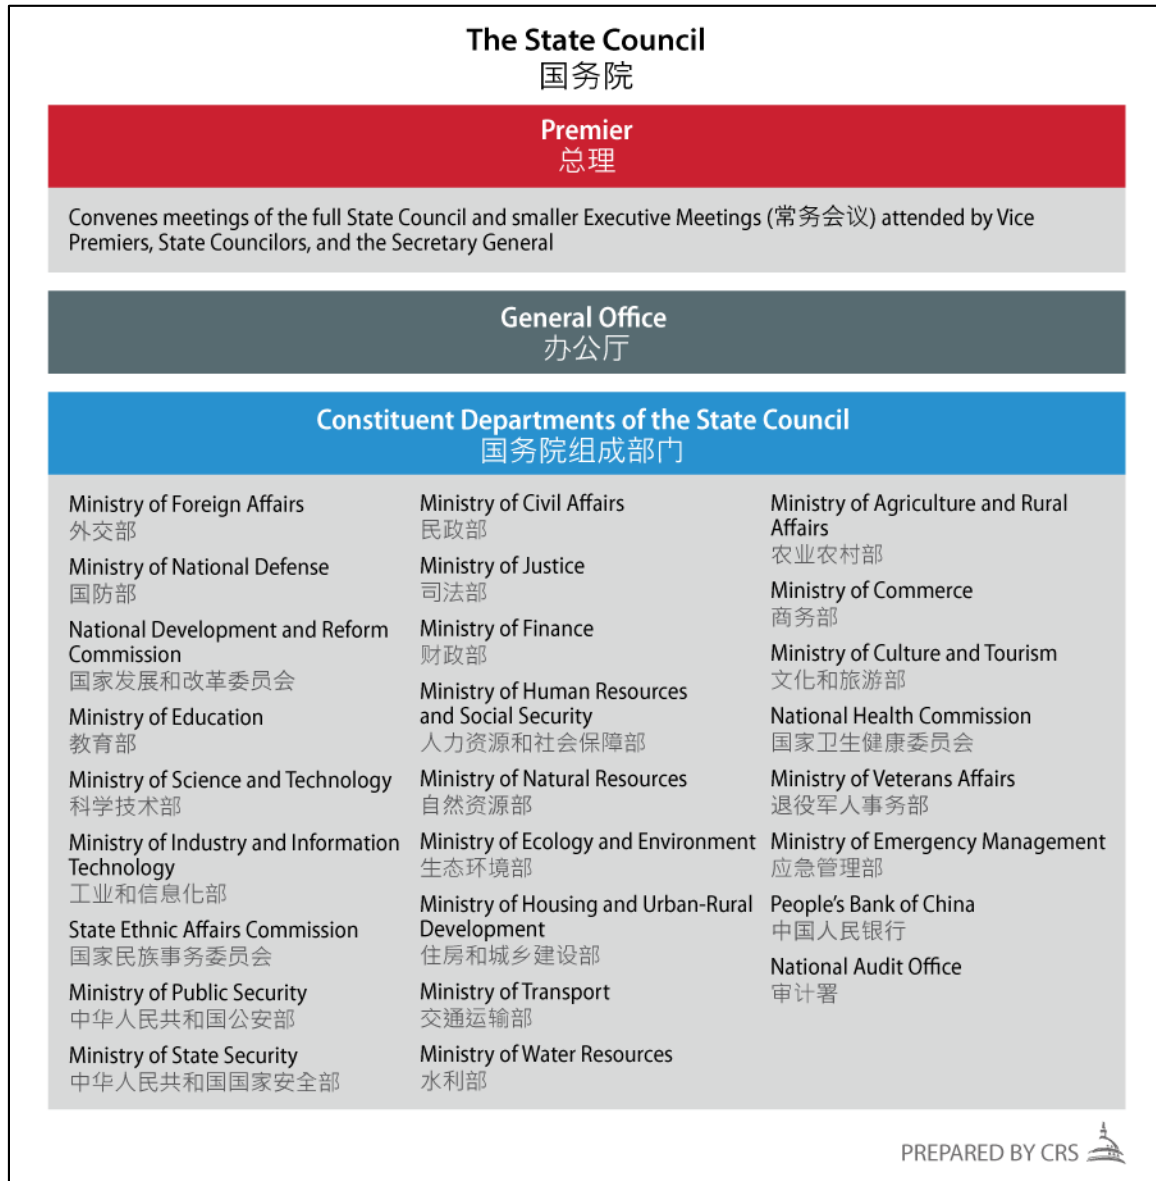 The State Council
国务院
Premier
总理
Convenes meetings of the full State Council and smaller Executive Meetings (常务会议) attended by Vice
Premiers, State Councilors, and the Secretary General
General Office
办公厅
Constituent Departments of the State Council
国务院组成部门
Ministry of Foreign Affairs
外交部
Ministry of National Defense
国防部
National Development and Reform
Commission
国家发展和改革委员会
Ministry of Education
教育部
Ministry of Science and Technology
科学技术部
Ministry of Industry and Information
Technology
工业和信息化部
State Ethnic Affairs Commission
国家民族事务委员会
Ministry of Public Security
中华人民共和国公安部
Ministry of State Security
中华人民共和国国家安全部
Ministry of Civil Affairs
民政部
Ministry of Justice
司法部
Ministry of Finance
财政部
Ministry of Human Resources
and Social Security
人力资源和社会保障部
Ministry of Natural Resources
自然资源部
Ministry of Ecology and Environment
生态环境部
Ministry of Housing and Urban-Rural
Development
住房和城乡建设部
Ministry of Transport
交通运输部
Ministry of Water Resources
水利部
Ministry of Agriculture and Rural
Affairs
农业农村部
Ministry of Commerce
商务部
Ministry of Culture and Tourism
文化和旅游部
National Health Commission
国家卫生健康委员会
Ministry of Veterans Affairs
退役军人事务部
Ministry of Emergency Management
应急管理部
People's Bank of China
中国人民银行
National Audit Office
审计署
PREPARED BY CRS